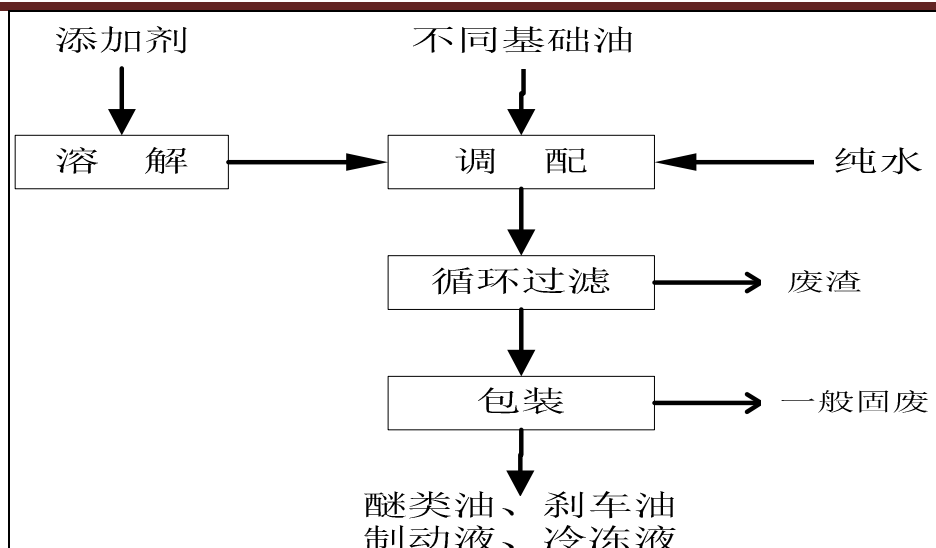 添加剂
不同基础油
溶 解
调 配
纯水
循环过滤
废渣
包装
一般固废
醚类油、刹车油
制动液、冷冻液